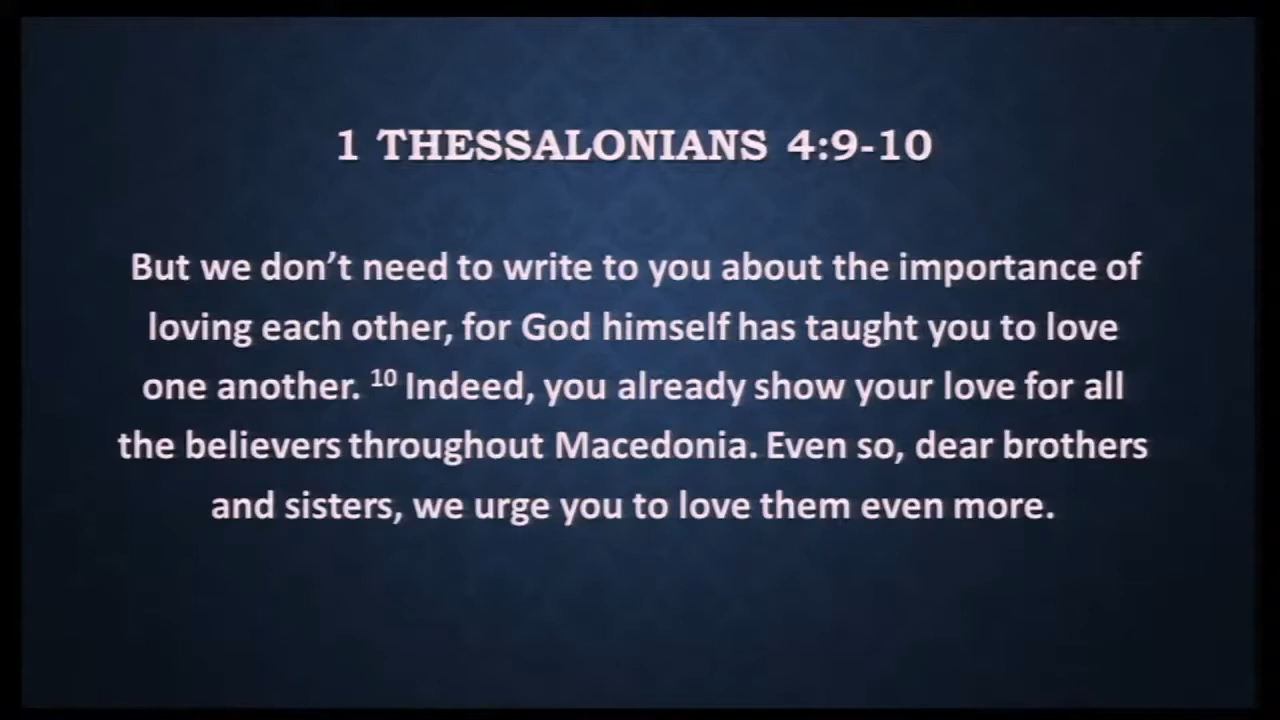 1 THESSALONIANS 4:9-10
But we don’t need to write to you about the importance of
loving each other, for God himself has taught you to love
one another. ¹⁰ Indeed, you already show your love for all
the believers throughout Macedonia. Even so, dear brothers
and sisters, we urge you to love them even more.